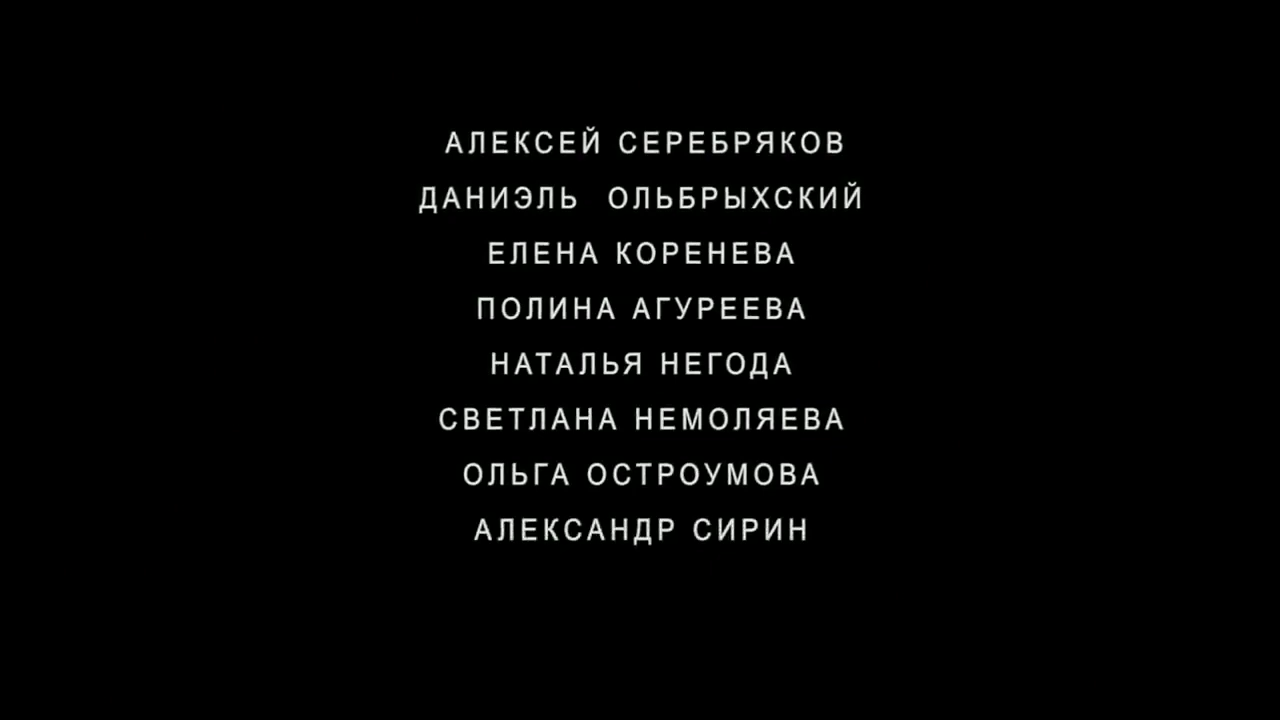 АЛЕКСЕЙ СЕРЕБРЯКОВ
ДАНИЭЛЬ ОЛЬБРЫХСКИЙ
ЕЛЕНА КОРЕНЕВА
ПОЛИНА АГУРЕЕВА
НАТАЛЬЯ НЕГОДА
СВЕТЛАНА НЕМОЛЯЕВА
ОЛЬГА ОСТРОУМОВА
АЛЕКСАНДР СИРИН